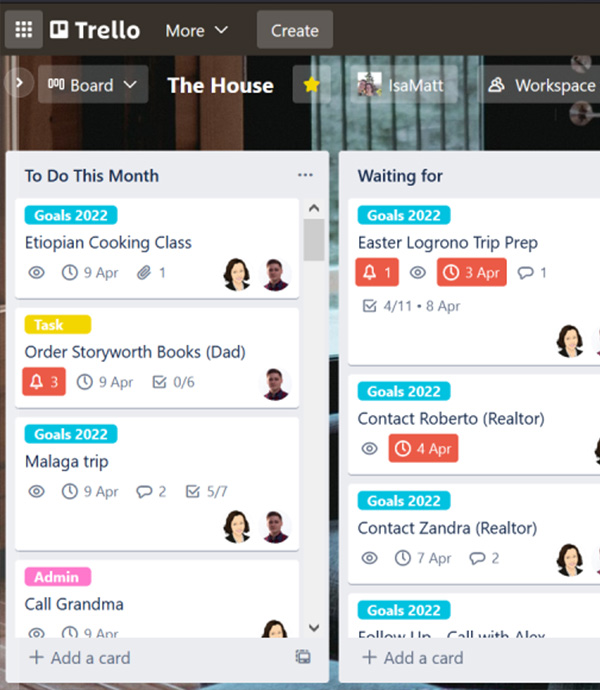 Trello More Create
Board The House IsaMatt Workspace
To Do This Month
Goals 2022
Etiopian Cooking Class
9 Apr 1
Task
Order Storyworth Books (Dad)
3 9 Apr 0/6
Goals 2022
Malaga trip
9 Apr 2 5/7
Admin
Call Grandma
9 Apr
+ Add a card
Waiting for
Goals 2022
Easter Logrono Trip Prep
1 3 Apr 1
4/11 • 8 Apr
Goals 2022
Contact Roberto (Realtor)
4 Apr
Goals 2022
Contact Zandra (Realtor)
7 Apr 2
Goals 2022
Follow Up - Call with Alex
+ Add a card